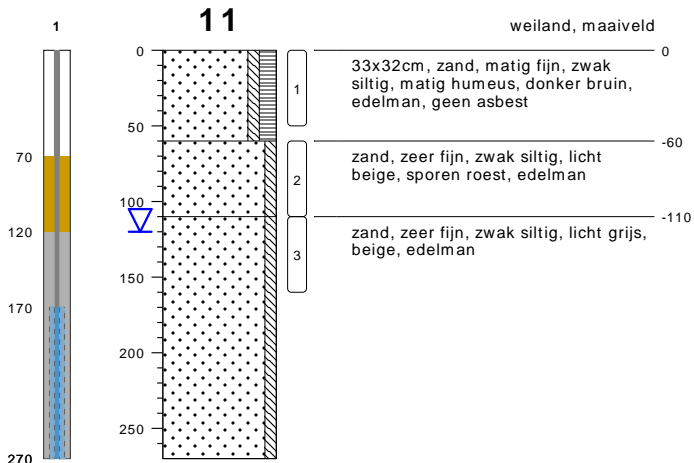 1
11
weiland, maaiveld
0
0
33x32cm, zand, matig fijn, zwak
siltig, matig humeus, donker bruin,
edelman, geen asbest
1
50
-60
70
zand, zeer fijn, zwak siltig, licht
beige, sporen roest, edelman
2
100
-110
120
zand, zeer fijn, zwak siltig, licht grijs,
beige, edelman
3
150
170
200
250
270